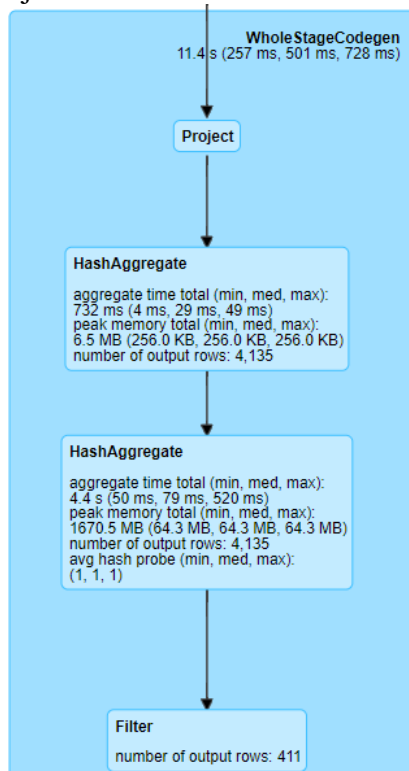 WholeStageCodegen
11.4 s (257 ms, 501 ms, 728 ms)
Project
HashAggregate
aggregate time total (min, med, max):
732 ms (4 ms, 29 ms, 49 ms)
peak memory total (min, med, max):
6.5 MB (256.0 KB, 256.0 KB, 256.0 KB)
number of output rows: 4,135
HashAggregate
aggregate time total (min, med, max):
4.4 s (50 ms, 79 ms, 520 ms)
peak memory total (min, med, max):
1670.5 MB (64.3 MB, 64.3 MB, 64.3 MB)
number of output rows: 4,135
avg hash probe (min, med, max):
(1, 1, 1)
Filter
number of output rows: 411